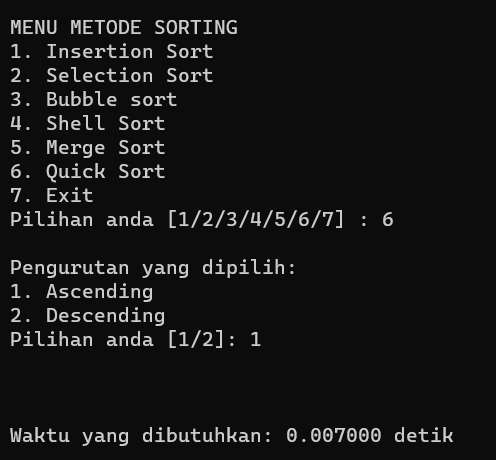 MENU METODE SORTING
1. Insertion Sort
2. Selection Sort
3. Bubble sort
4. Shell Sort
5. Merge Sort
6. Quick Sort
7. Exit
Pilihan anda [1/2/3/4/5/6/7] : 6
Pengurutan yang dipilih:
1. Ascending
2. Descending
Pilihan anda [1/2]: 1
Waktu yang dibutuhkan: 0.007000 detik